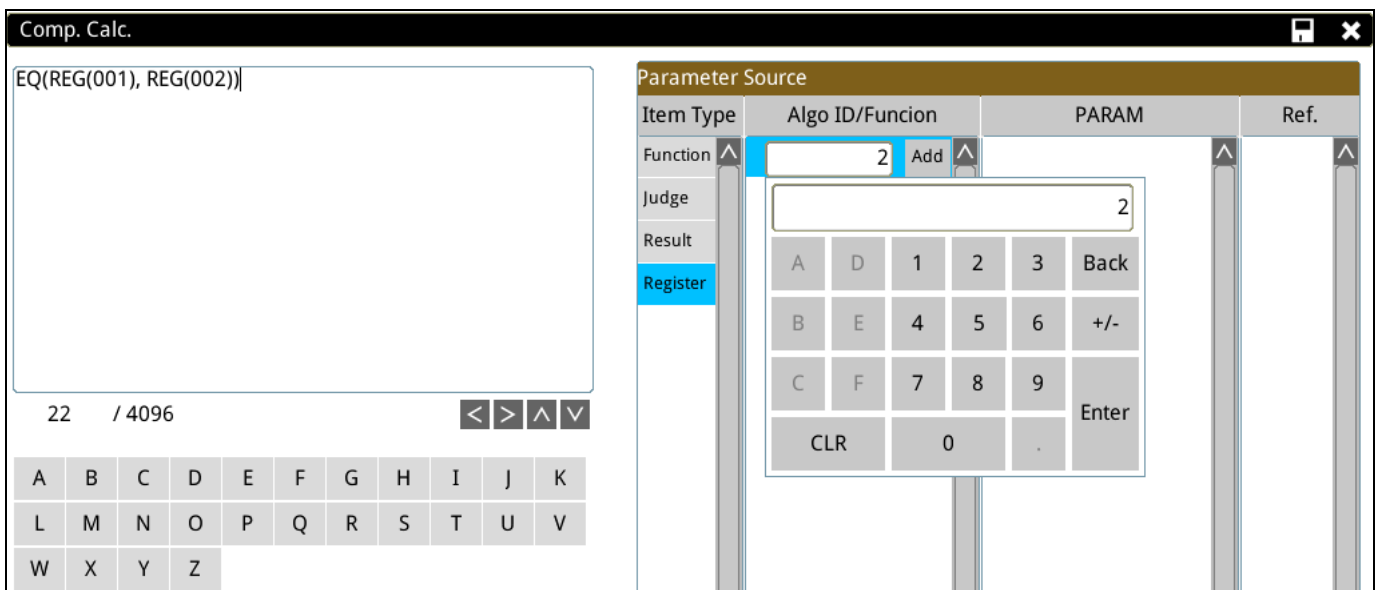 Comp. Calc.
EQ(REG(001), REG(002))
22 / 4096
A B C D E F G H I J K
L M N O P Q R S T U V
W X Y Z
Parameter Source
Item Type Algo ID/Funcion PARAM Ref.
Function 2 Add
Judge
Result
Register
2
A D 1 2 3 Back
B E 4 5 6 +/-
C F 7 8 9 Enter
CLR 0 .